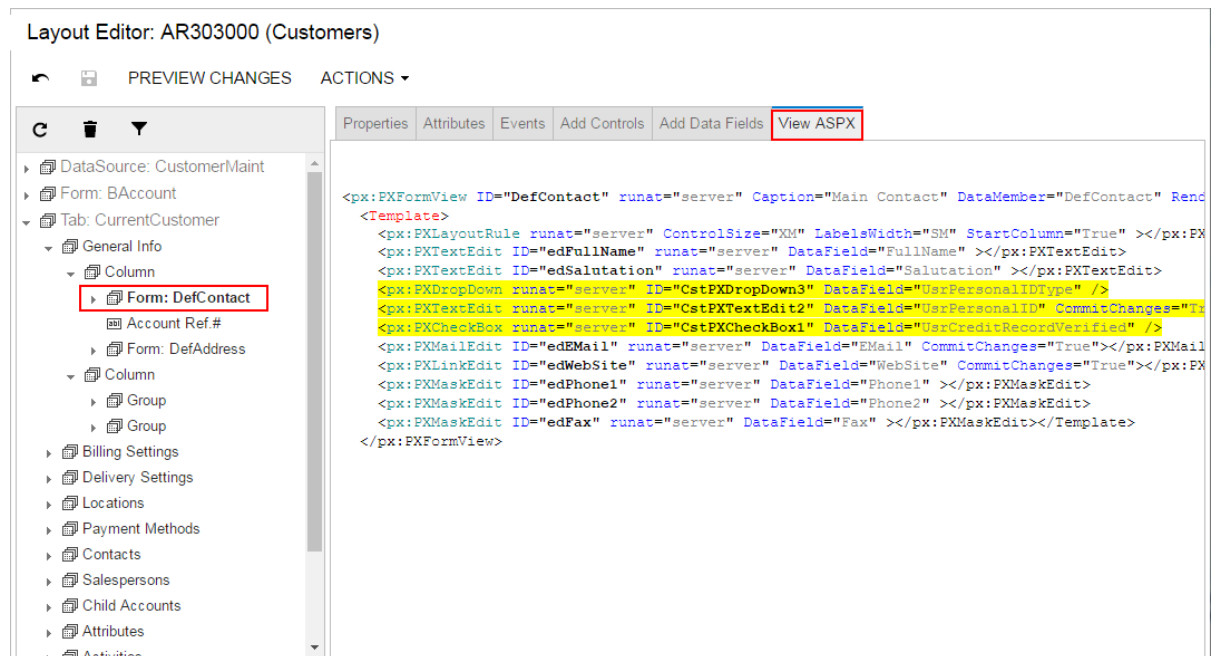 Layout Editor: AR303000 (Customers)
PREVIEW CHANGES ACTIONS
Properties Attributes Events Add Controls Add Data Fields View ASPX
DataSource: CustomerMaint
Form: BAccount
Tab: CurrentCustomer
General Info
Column
Form: DefContact
Account Ref.#
Form: DefAddress
Column
Group
Group
Billing Settings
Delivery Settings
Locations
Payment Methods
Contacts
Salespersons
Child Accounts
Attributes
Activities
<px:PXFormView ID="DefContact" runat="server" Caption="Main Contact" DataMember="DefContact" Rend
<Template>
<px:PXLayoutRule runat="server" ControlSize="XM" LabelsWidth="SM" StartColumn="True" ></px:PX
<px:PXTextEdit ID="edFullName" runat="server" DataField="FullName" ></px:PXTextEdit>
<px:PXTextEdit ID="edSalutation" runat="server" DataField="Salutation" ></px:PXTextEdit>
<px:PXDropDown runat="server" ID="CstPXDropDown3" DataField="UsrPersonalIDType" />
<px:PXTextEdit runat="server" ID="CstPXTextEdit2" DataField="UsrPersonalID" CommitChanges="Tr
<px:PXCheckBox runat="server" ID="CstPXCheckBox1" DataField="UsrCreditRecordVerified" />
<px:PXMailEdit ID="edEMail" runat="server" DataField="EMail" CommitChanges="True"></px:PXMail
<px:PXLinkEdit ID="edWebSite" runat="server" DataField="WebSite" CommitChanges="True"></px:PX
<px:PXMaskEdit ID="edPhone1" runat="server" DataField="Phone1" ></px:PXMaskEdit>
<px:PXMaskEdit ID="edPhone2" runat="server" DataField="Phone2" ></px:PXMaskEdit>
<px:PXMaskEdit ID="edFax" runat="server" DataField="Fax" ></px:PXMaskEdit></Template>
</px:PXFormView>